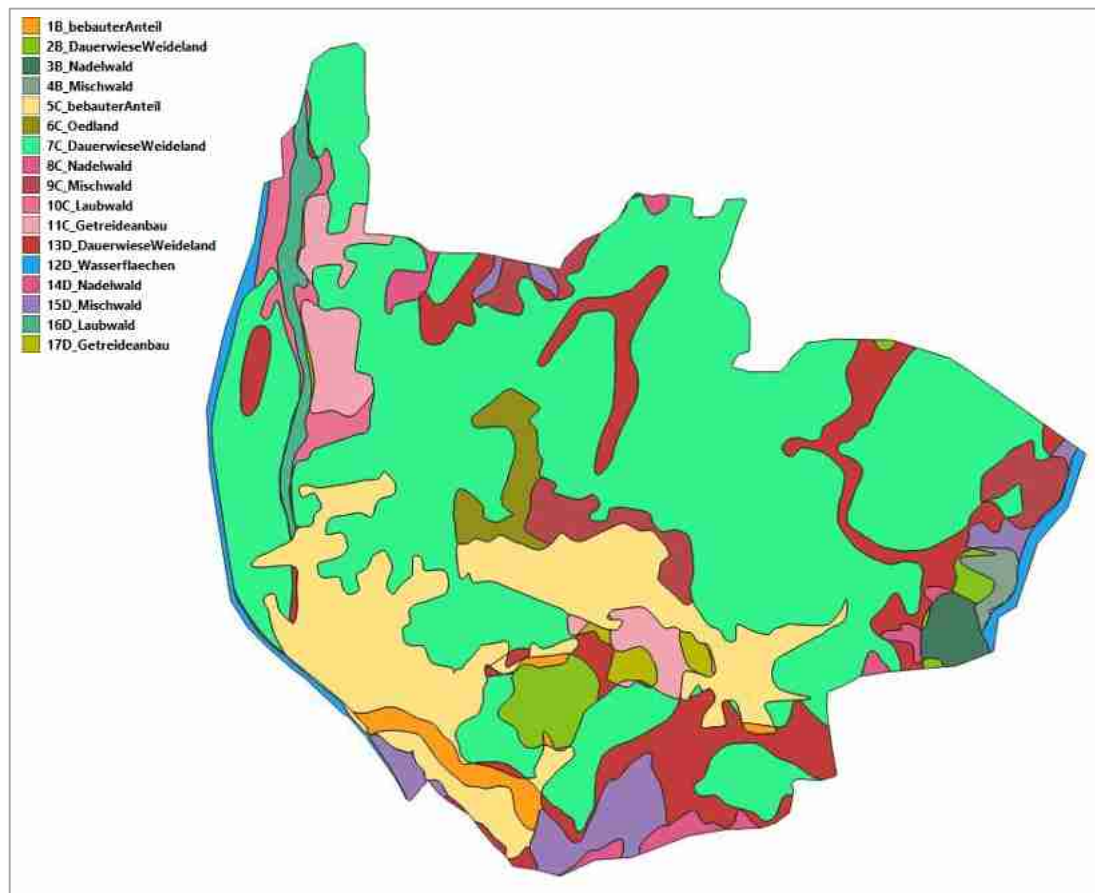 1B_bebauterAnteil
2B_DauerwieseWeideland
3B_Nadelwald
4B_Mischwald
5C_bebauterAnteil
6C_Oedland
7C_DauerwieseWeideland
8C_Nadelwald
9C_Mischwald
10C_Laubwald
11C_Getreideanbau
13D_DauerwieseWeideland
12D_Wasserflaechen
14D_Nadelwald
15D_Mischwald
16D_Laubwald
17D_Getreideanbau